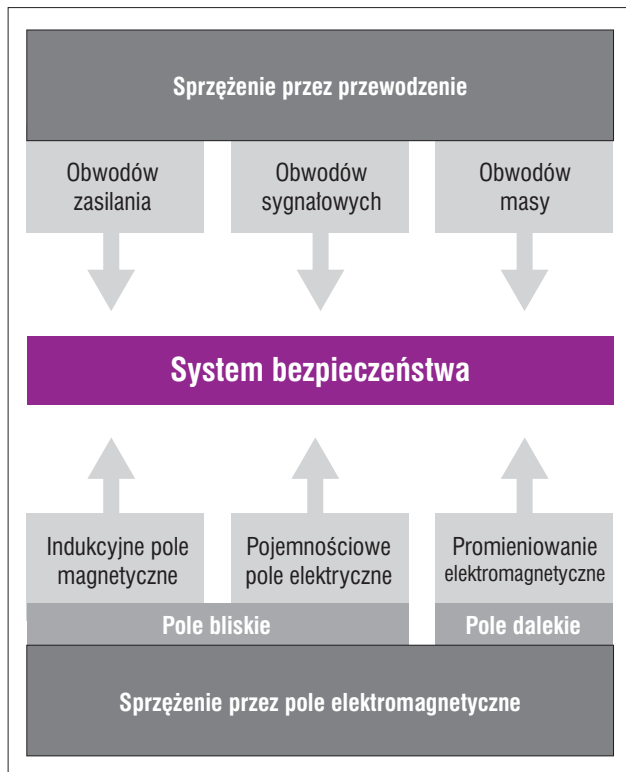 Sprzężenie przez przewodzenie
Obwodów
zasilania
Obwodów
sygnałowych
Obwodów
masy
System bezpieczeństwa
Indukcyjne pole
magnetyczne
Pojemnościowe
pole elektryczne
Promieniowanie
elektromagnetyczne
Pole bliskie
Pole dalekie
Sprzężenie przez pole elektromagnetyczne